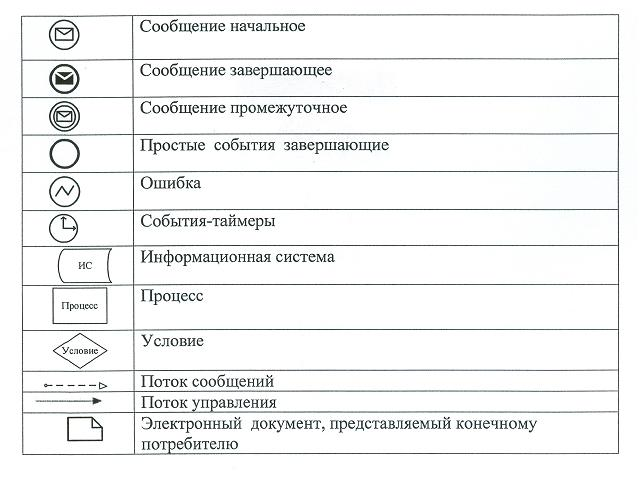 Сообщение начальное
Сообщение завершающее
Сообщение промежуточное
Простые события завершающие
Ошибка
События-таймеры
ИС
Информационная система
Процесс
Процесс
Условие
Условие
Поток сообщений
Поток управления
Электронный документ, представляемый конечному
потребителю